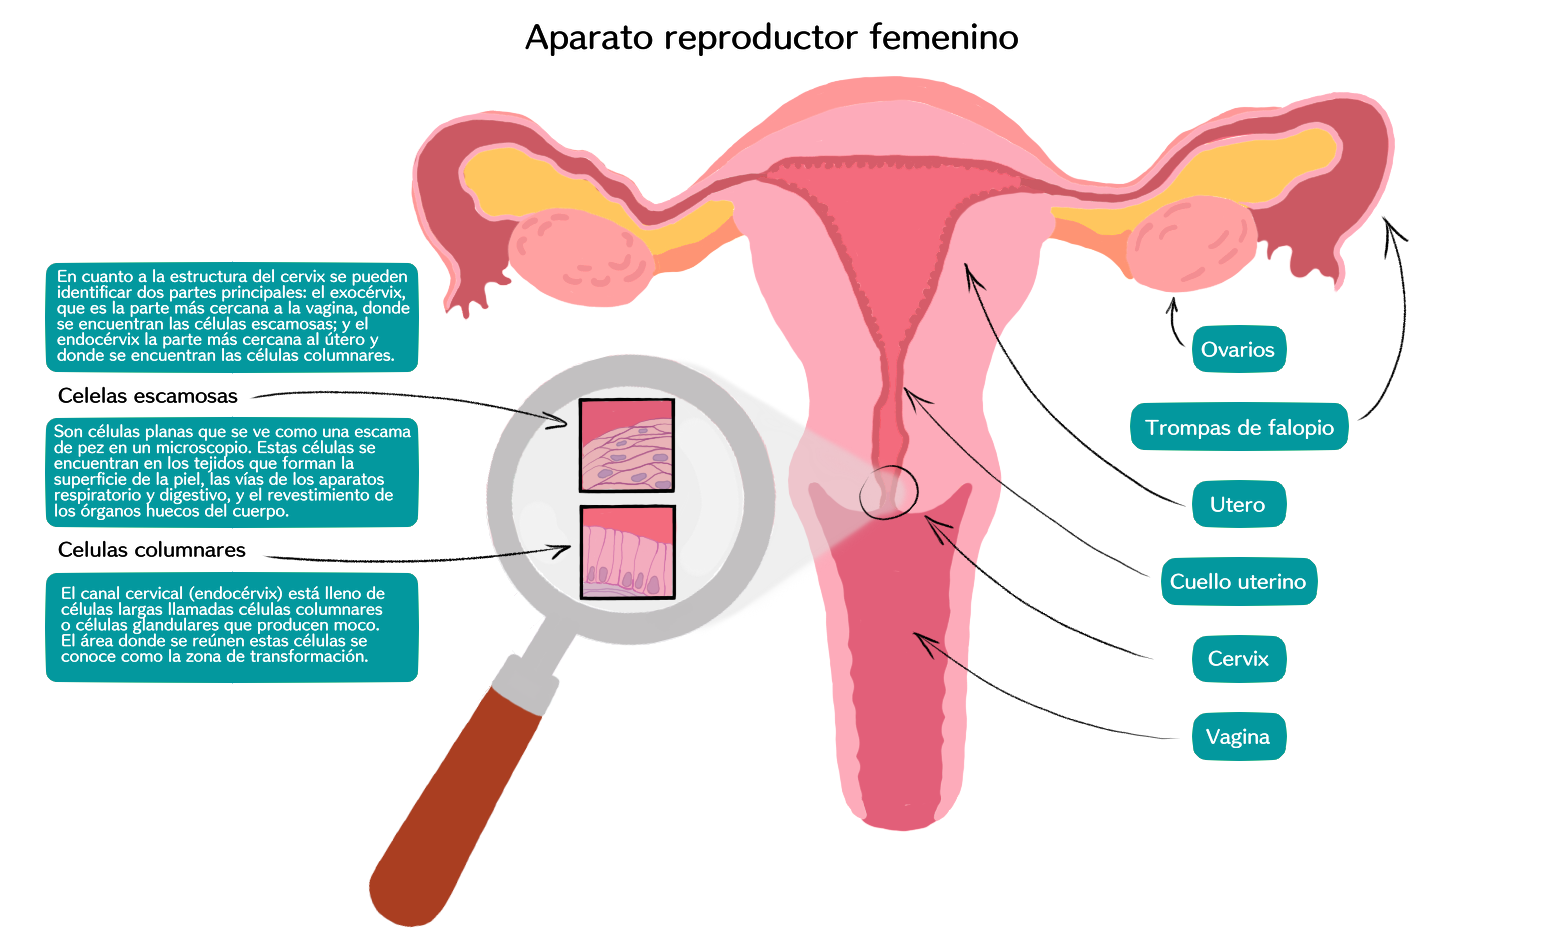 Aparato reproductor femenino
En cuanto a la estructura del cervix se pueden
identificar dos partes principales: el exocérvix,
que es la parte más cercana a la vagina, donde
se encuentran las células escamosas; y el
endocérvix la parte más cercana al útero y
donde se encuentran las células columnares.
Celelas escamosas
Son células planas que se ve como una escama
de pez en un microscopio. Estas células se
encuentran en los tejidos que forman la
superficie de la piel, las vías de los aparatos
respiratorio y digestivo, y el revestimiento de
los órganos huecos del cuerpo.
Celulas columnares
El canal cervical (endocérvix) está lleno de
células largas llamadas células columnares
o células glandulares que producen moco.
El área donde se reúnen estas células se
conoce como la zona de transformación.
Ovarios
Trompas de falopio
Utero
Cuello uterino
Cervix
Vagina